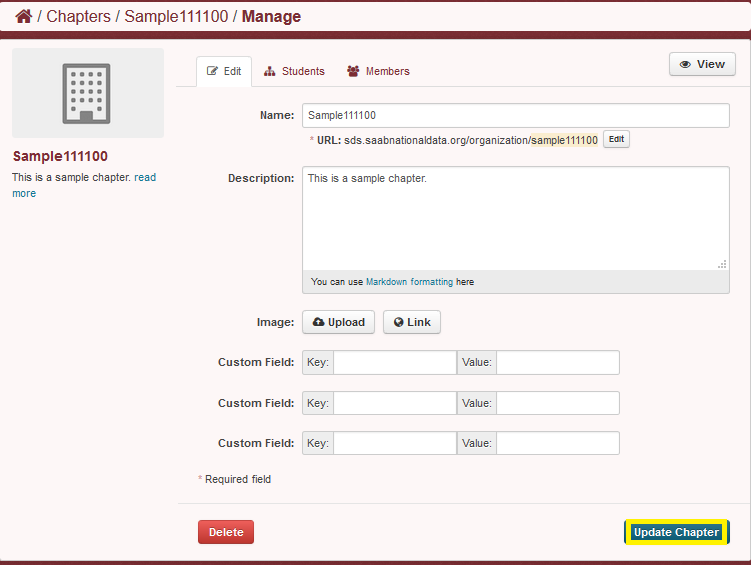 / Chapters / Sample111100 / Manage
Edit Students Members View
Sample111100
This is a sample chapter. read
more
Name: Sample111100
* URL: sds.saabnationaldata.org/organization/sample111100 Edit
Description: This is a sample chapter.
You can use Markdown formatting here
Image: Upload Link
Custom Field: Key: Value:
Custom Field: Key: Value:
Custom Field: Key: Value:
* Required field
Delete Update Chapter